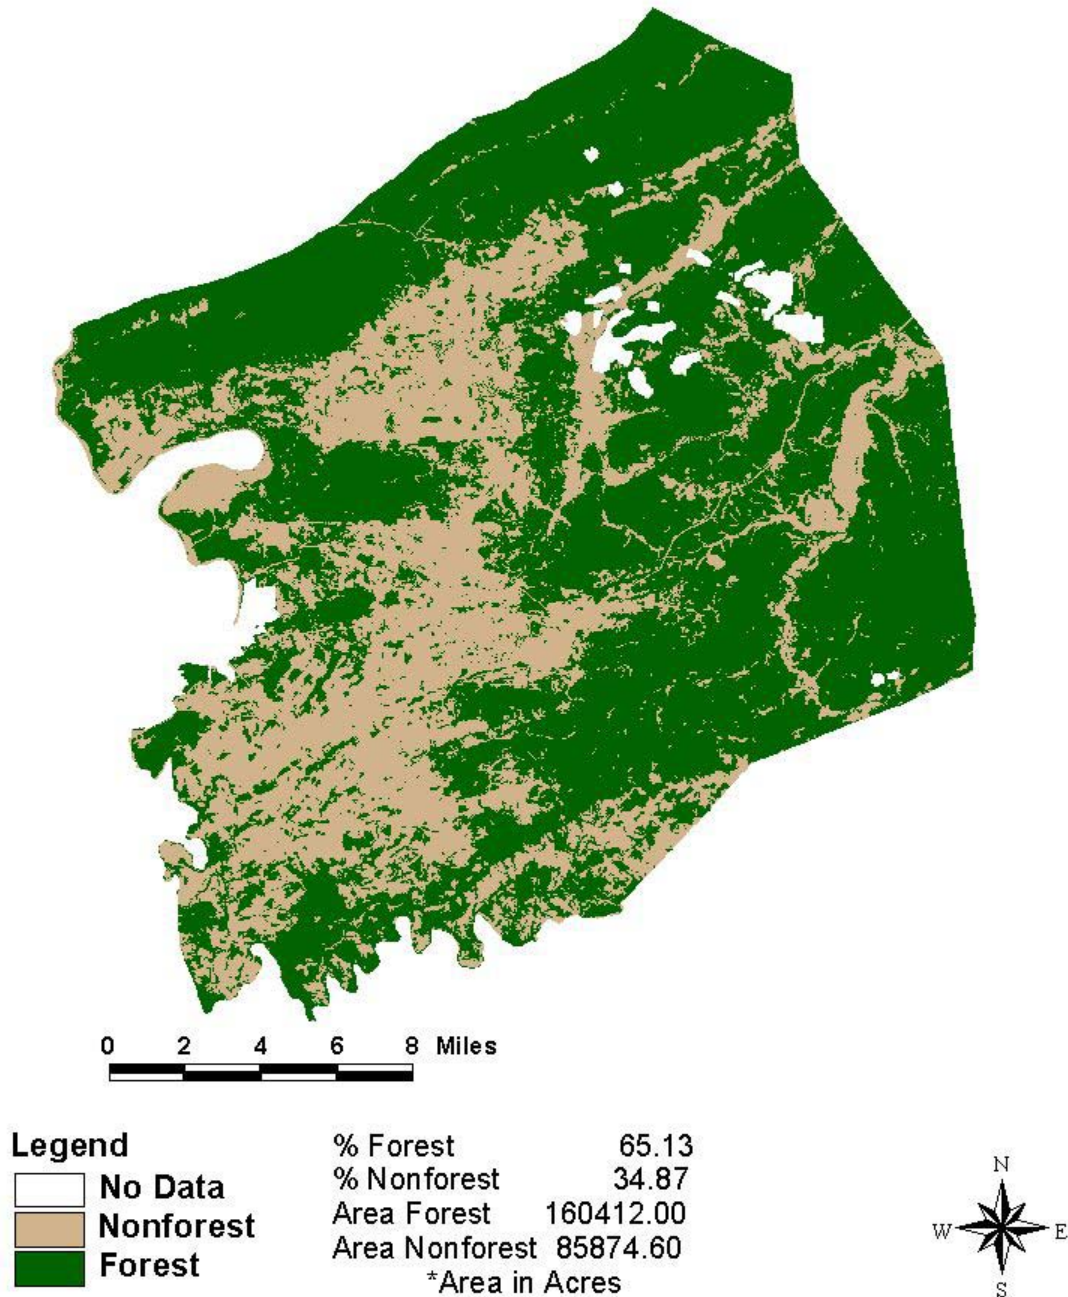 0 2 4 6 8 Miles
Legend
No Data
Nonforest
Forest
% Forest 65.13
% Nonforest 34.87
Area Forest 160412.00
Area Nonforest 85874.60
*Area in Acres
N
W E
S